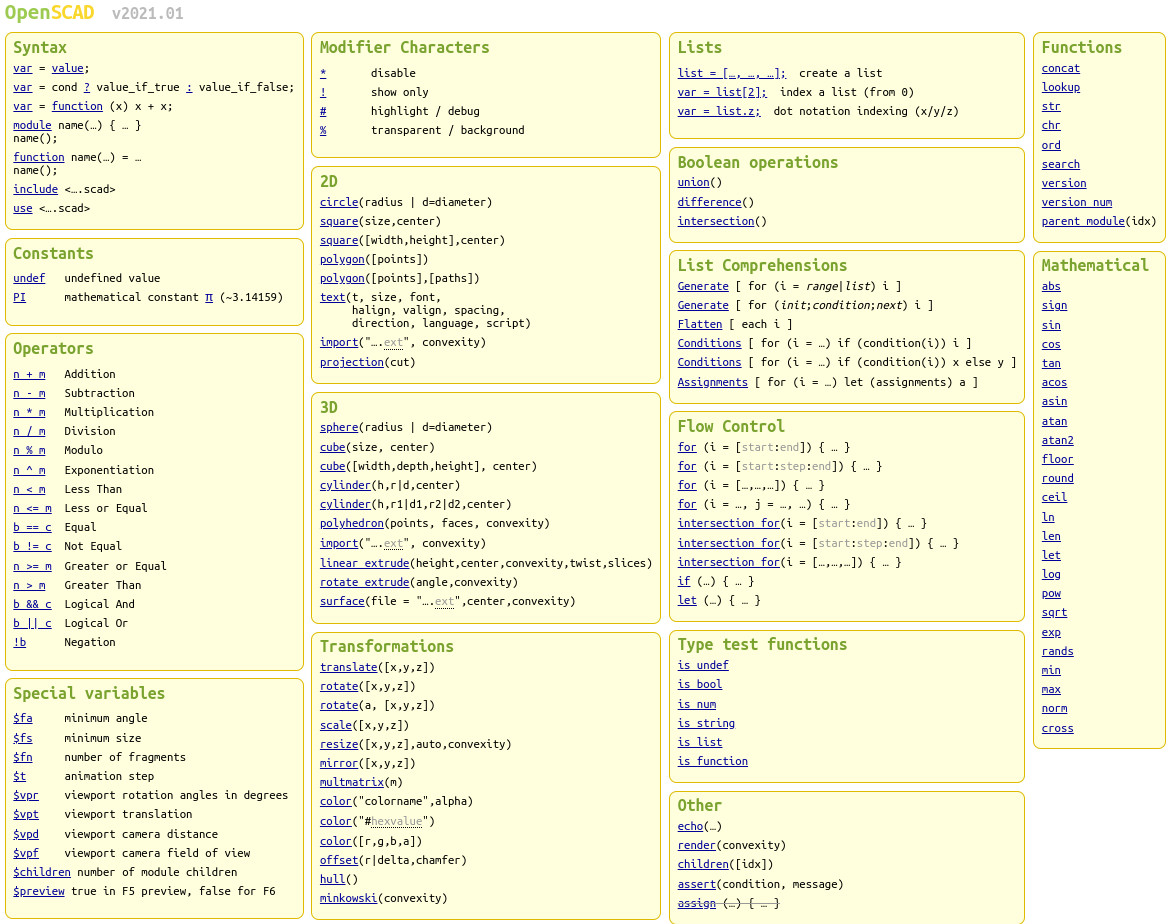 OpenSCAD v2021.01
Syntax
var = value;
var = cond ? value_if_true : value_if_false;
var = function (x) x + x;
module name(…) { … }
name();
function name(…) = …
name();
include <….scad>
use <….scad>
Constants
undef undefined value
PI mathematical constant π (~3.14159)
Operators
n + m Addition
n - m Subtraction
n * m Multiplication
n / m Division
n % m Modulo
n ^ m Exponentiation
n < m Less Than
n <= m Less or Equal
b == c Equal
b != c Not Equal
n >= m Greater or Equal
n > m Greater Than
b && c Logical And
b || c Logical Or
!b Negation
Special variables
$fa minimum angle
$fs minimum size
$fn number of fragments
$t animation step
$vpr viewport rotation angles in degrees
$vpt viewport translation
$vpd viewport camera distance
$vpf viewport camera field of view
$children number of module children
$preview true in F5 preview, false for F6
Modifier Characters
* disable
! show only
# highlight / debug
% transparent / background
2D
circle(radius | d=diameter)
square(size,center)
square([width,height],center)
polygon([points])
polygon([points],[paths])
text(t, size, font,
halign, valign, spacing,
direction, language, script)
import("….ext", convexity)
projection(cut)
3D
sphere(radius | d=diameter)
cube(size, center)
cube([width,depth,height], center)
cylinder(h,r|d,center)
cylinder(h,r1|d1,r2|d2,center)
polyhedron(points, faces, convexity)
import("….ext", convexity)
linear_extrude(height,center,convexity,twist,slices)
rotate_extrude(angle,convexity)
surface(file = "….ext",center,convexity)
Transformations
translate([x,y,z])
rotate([x,y,z])
rotate(a, [x,y,z])
scale([x,y,z])
resize([x,y,z],auto,convexity)
mirror([x,y,z])
multmatrix(m)
color("colorname",alpha)
color("#hexvalue")
color([r,g,b,a])
offset(r|delta,chamfer)
hull()
minkowski(convexity)
Lists
list = […, …, …]; create a list
var = list[2]; index a list (from 0)
var = list.z; dot notation indexing (x/y/z)
Boolean operations
union()
difference()
intersection()
List Comprehensions
Generate [ for (i = range|list) i ]
Generate [ for (init;condition;next) i ]
Flatten [ each i ]
Conditions [ for (i = …) if (condition(i)) i ]
Conditions [ for (i = …) if (condition(i)) x else y ]
Assignments [ for (i = …) let (assignments) a ]
Flow Control
for (i = [start:end]) { … }
for (i = [start:step:end]) { … }
for (i = […,…,…]) { … }
for (i = …, j = …, …) { … }
intersection_for(i = [start:end]) { … }
intersection_for(i = [start:step:end]) { … }
intersection_for(i = […,…,…]) { … }
if (…) { … }
let (…) { … }
Type test functions
is_undef
is_bool
is_num
is_string
is_list
is_function
Other
echo(…)
render(convexity)
children([idx])
assert(condition, message)
assign (…) { … }
Functions
concat
lookup
str
chr
ord
search
version
version_num
parent_module(idx)
Mathematical
abs
sign
sin
cos
tan
acos
asin
atan
atan2
floor
round
ceil
ln
len
let
log
pow
sqrt
exp
rands
min
max
norm
cross